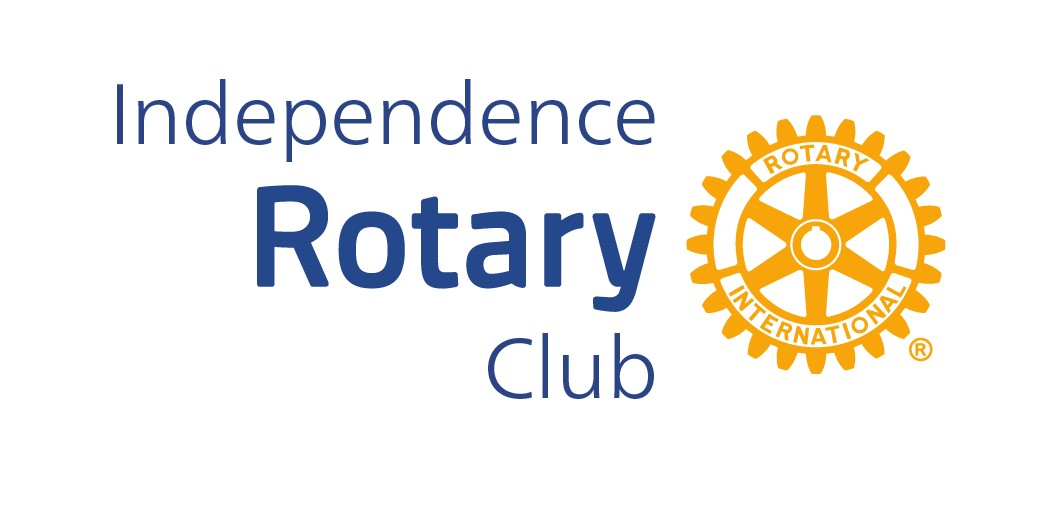 Independence
Rotary
Club
ROTARY
INTERNATIONAL
®